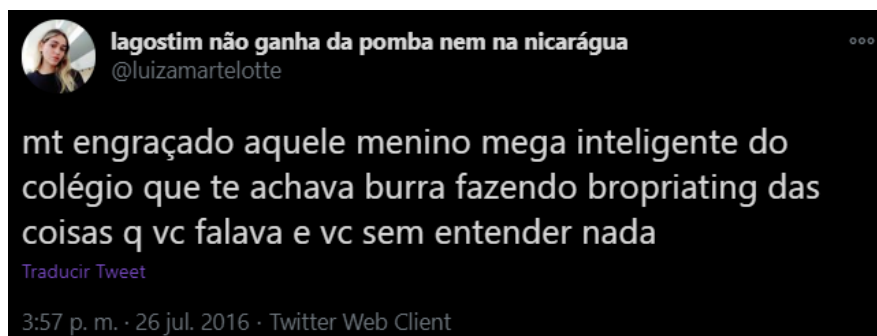 lagostim não ganha da pomba nem na nicarágua
@luizamartelotte
mt engraçado aquele menino mega inteligente do
colégio que te achava burra fazendo bropriating das
coisas q vc falava e vc sem entender nada
Traducir Tweet
3:57 p. m. · 26 jul. 2016 · Twitter Web Client